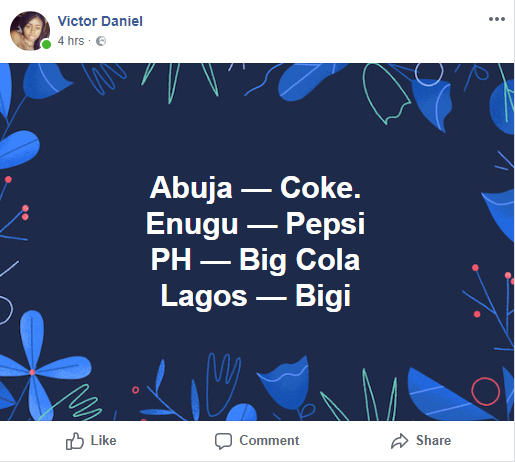 Victor Daniel
4 hrs ·
Abuja — Coke.
Enugu — Pepsi
PH — Big Cola
Lagos — Bigi
Like Comment Share